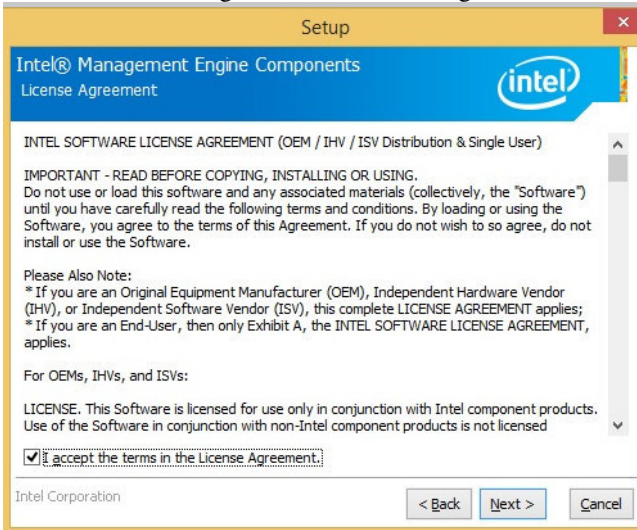 Setup
Intel® Management Engine Components
License Agreement
intel
INTEL SOFTWARE LICENSE AGREEMENT (OEM / IHV / ISV Distribution & Single User)
IMPORTANT - READ BEFORE COPYING, INSTALLING OR USING.
Do not use or load this software and any associated materials (collectively, the "Software")
until you have carefully read the following terms and conditions. By loading or using the
Software, you agree to the terms of this Agreement. If you do not wish to so agree, do not
install or use the Software.
Please Also Note:
* If you are an Original Equipment Manufacturer (OEM), Independent Hardware Vendor
(IHV), or Independent Software Vendor (ISV), this complete LICENSE AGREEMENT applies;
* If you are an End-User, then only Exhibit A, the INTEL SOFTWARE LICENSE AGREEMENT,
applies.
For OEMs, IHVs, and ISVs:
LICENSE. This Software is licensed for use only in conjunction with Intel component products.
Use of the Software in conjunction with non-Intel component products is not licensed
I accept the terms in the License Agreement.
Intel Corporation
< Back
Next >
Cancel